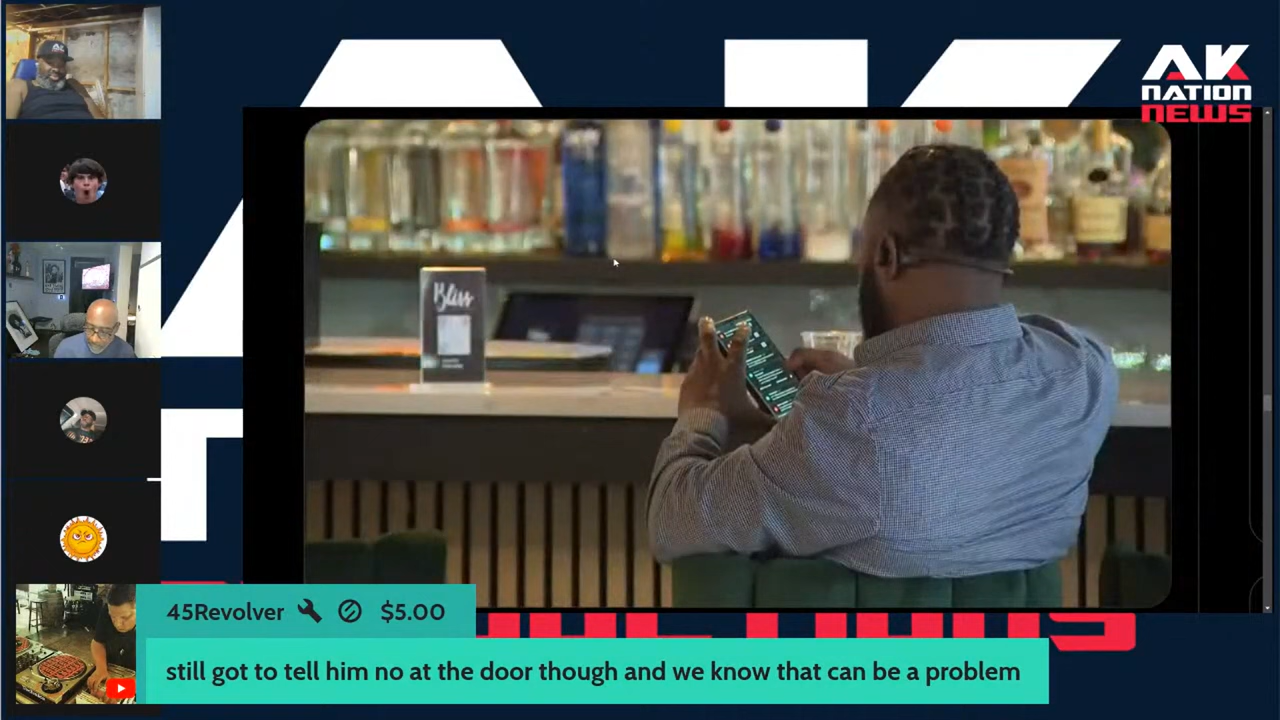 AK
NATION
NEWS
Bliss
45Revolver $5.00
still got to tell him no at the door though and we know that can be a problem